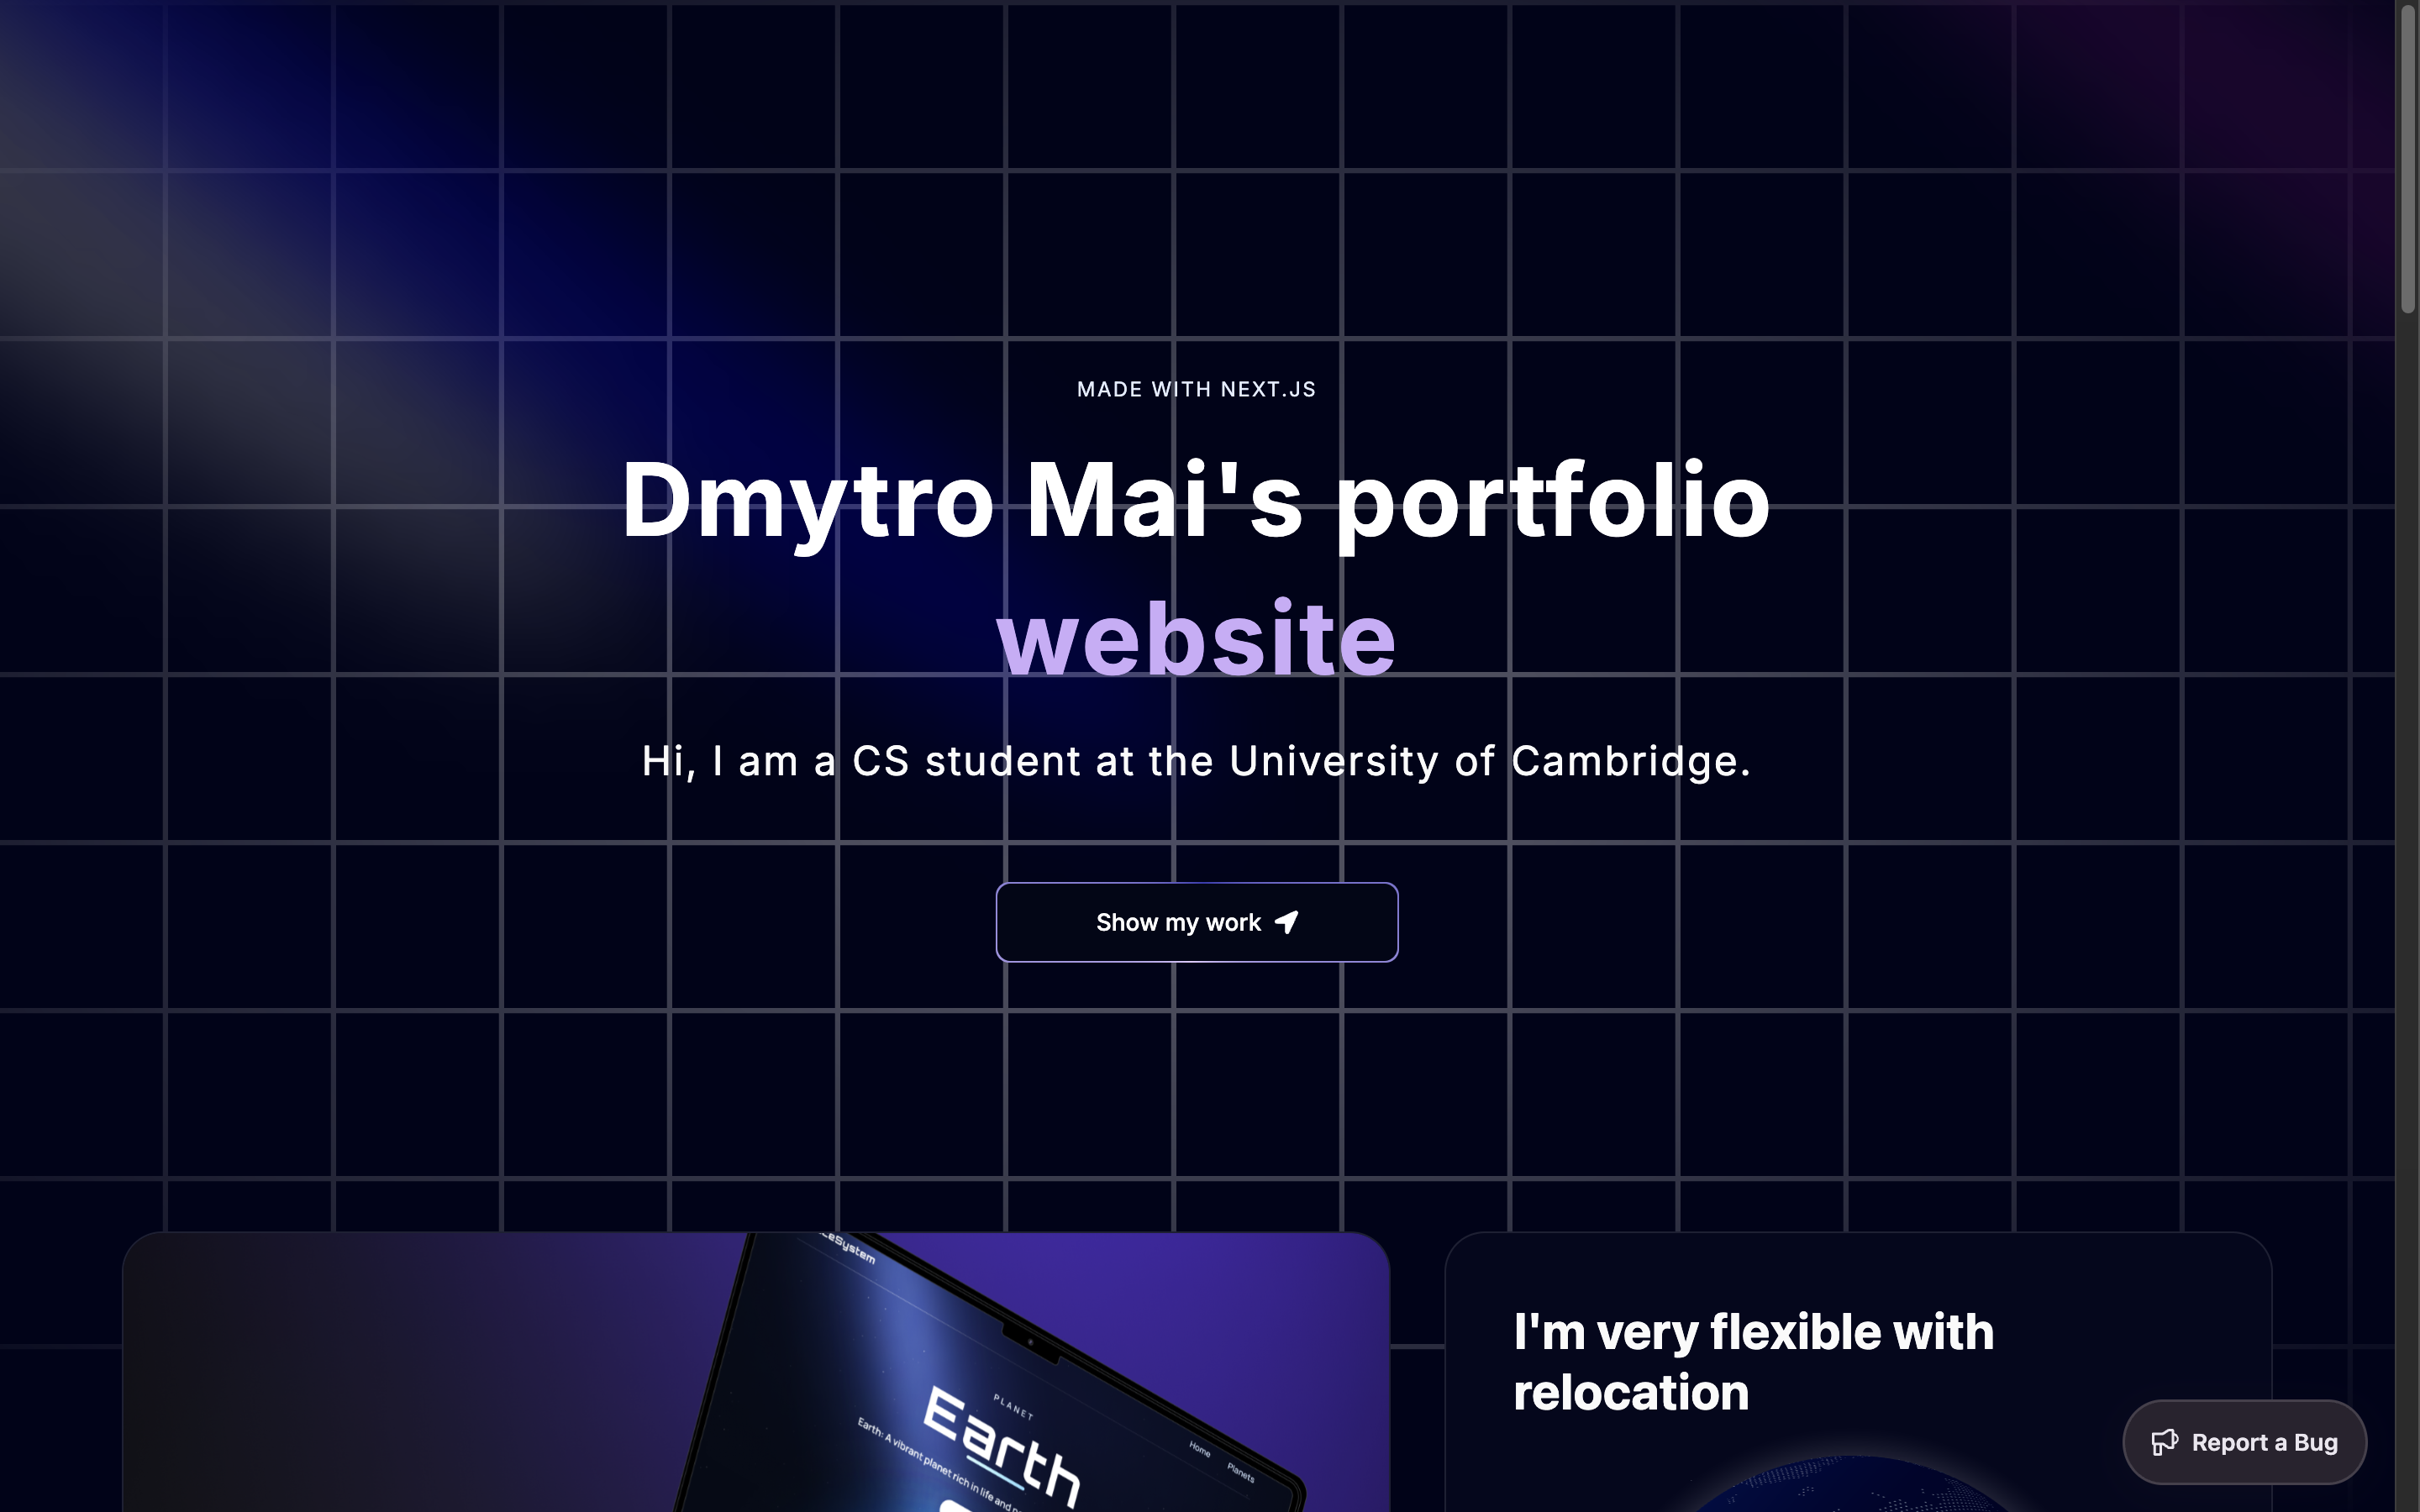 MADE WITH NEXT.JS
Dmytro Mai's portfolio
website
Hi, I am a CS student at the University of Cambridge.
Show my work
eSystem
PLANET
Earth
Earth: A vibrant planet rich in life and
Home
Planets
I'm very flexible with
relocation
Report a Bug